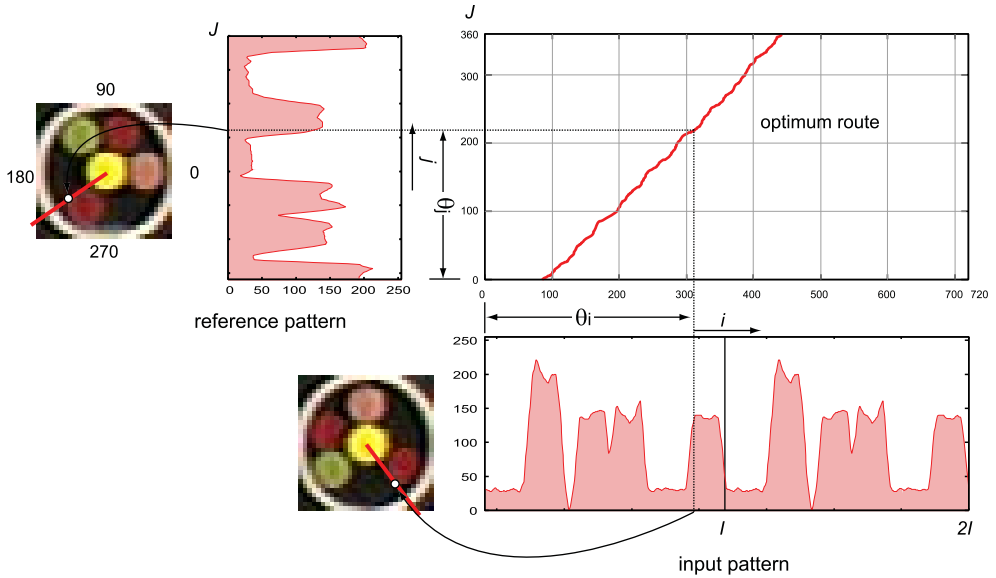 J
90
180
0
270
0 50 100 150 200 250
reference pattern
j
θj
J
360
300
200
100
0 100 200 300 400 500 600 700 720
optimum route
θi
i
250
200
150
100
50
0
I
2I
input pattern